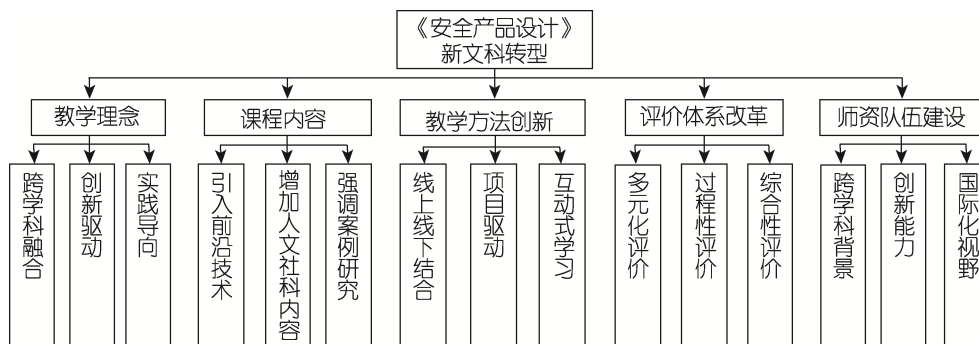 《安全产品设计》
新文科转型
教学理念
课程内容
教学方法创新
评价体系改革
师资队伍建设
跨学科融合
创新驱动
实践导向
引入前沿技术
增加人文社科内容
强调案例研究
线上线下结合
项目驱动
互动式学习
多元化评价
过程性评价
综合性评价
跨学科背景
创新能力
国际化视野